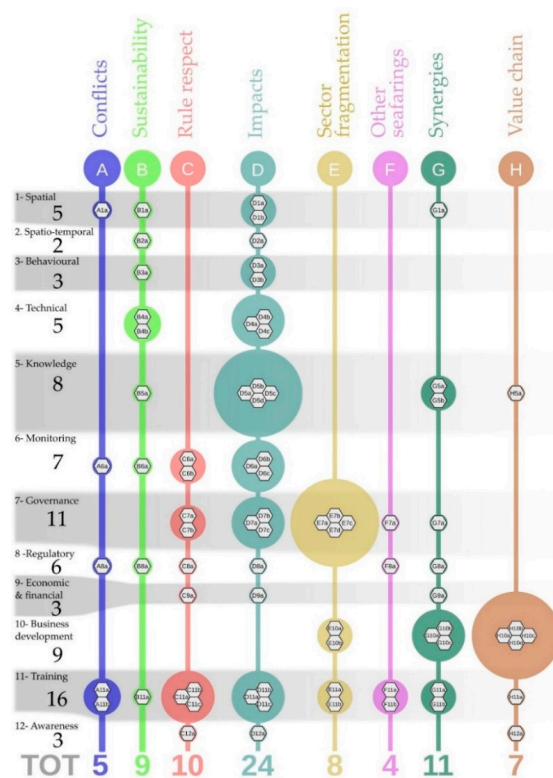 Conflicts
Sustainability
Rule respect
Impacts
Sector
fragmentation
Other
seafarings
Synergies
Value chain
A B C D E F G H
1- Spatial
5
A1a B1a D1a G1a
D1b
2. Spatio-temporal
2
B2a D2a
3- Behavioural
3
B3a D3a
D3b
4- Technical
5
B4a D4b
D4a
B4b D4c
5- Knowledge
8
B5a D5a D5b D5c G5a H5a
D5d G5b
6- Monitoring
7
A6a B6a C6a D6a D6b
C6b D6c
7- Governance
11
C7a D7a D7b E7a E7b E7c F7a G7a
C7b D7c E7d
8 -Regulatory
6
A8a B8a C8a D8a F8a G8a
9- Economic
& financial
3
C9a D9a G9a
10- Business
development
9
E10a G10a G10b H10a H10b
E10b G10c H10c
11- Training
16
A11a B11a C11a C11b D11a D11b E11a F11a G11a H11a
A11b C11c D11c E11b F11b G11b
12- Awareness
3
C12a D12a H12a
TOT 5 9 10 24 8 4 11 7